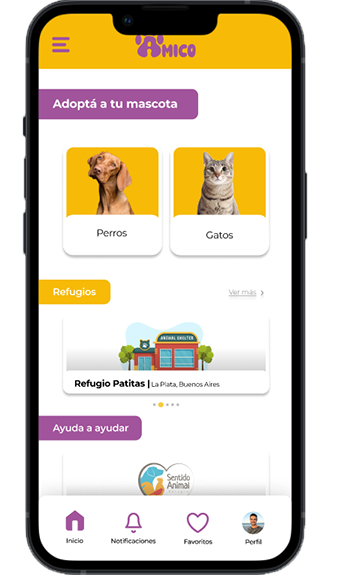 AMICO
Adoptá a tu mascota
Perros
Gatos
Refugios
Ver más
ANIMAL SHELTER
Refugio Patitas | La Plata, Buenos Aires
Ayuda a ayudar
Sentido
Animal
Inicio
Notificaciones
Favoritos
Perfil